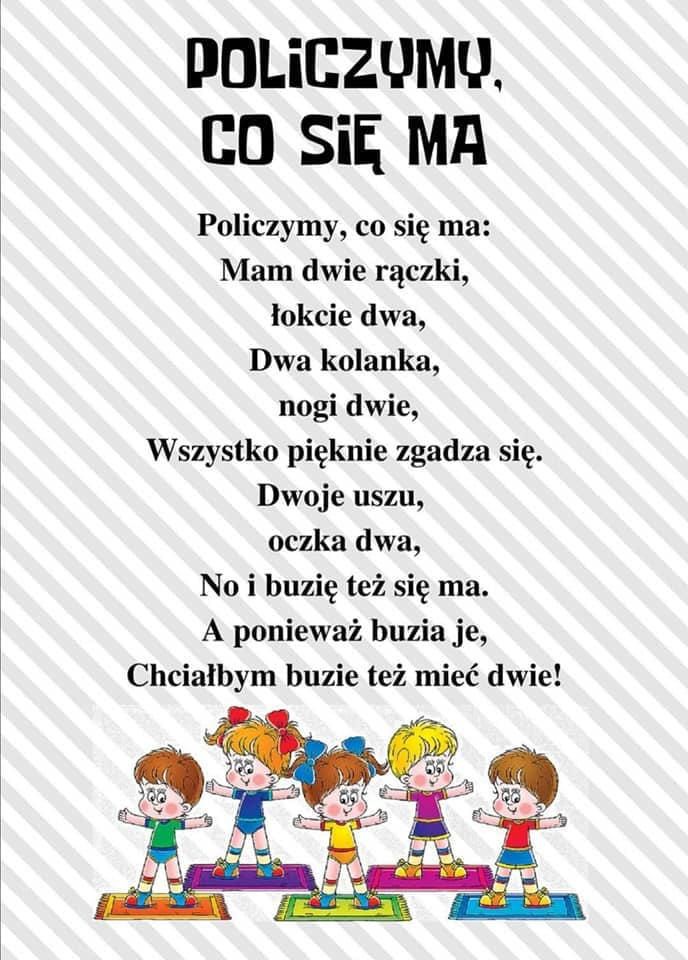 POLICZYMY,
CO SIĘ MA
Policzymy, co się ma:
Mam dwie rączki,
łokcie dwa,
Dwa kolanka,
nogi dwie,
Wszystko pięknie zgadza się.
Dwoje uszu,
oczka dwa,
No i buzię też się ma.
A ponieważ buzia je,
Chciałbym buzie też mieć dwie!